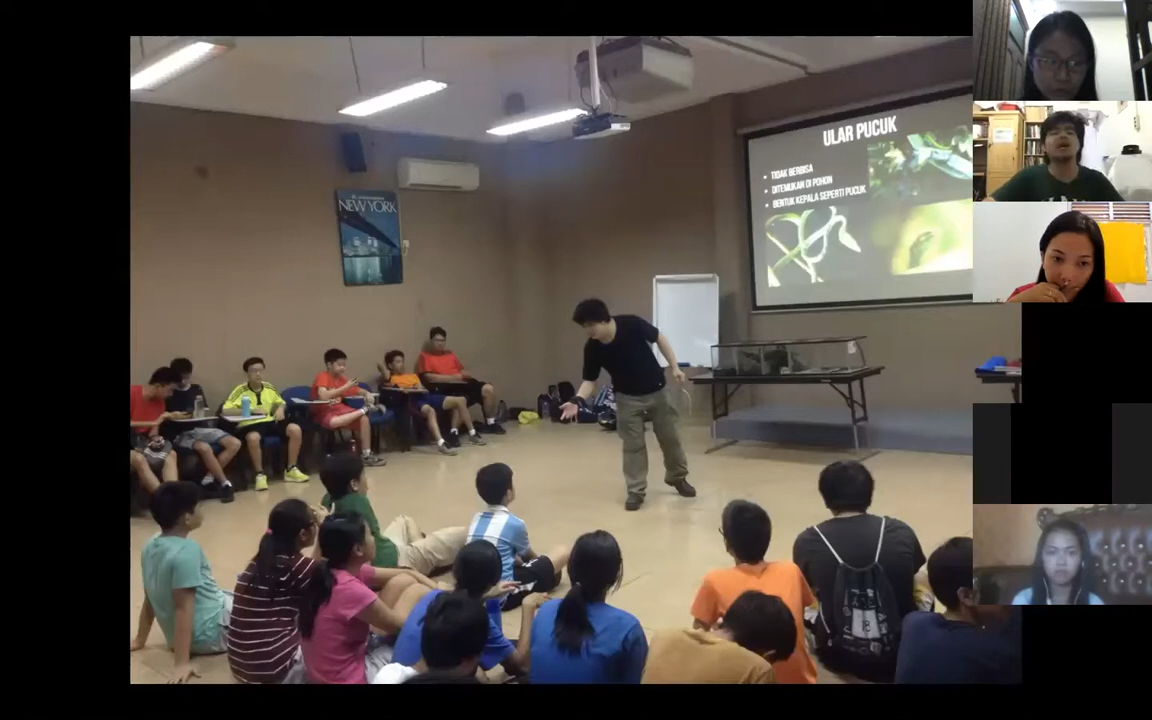 NEW YORK
ULAR PUCUK
• TIDAK BERBISA
• DITEMUKAN DI POHON
• BENTUK KEPALA SEPERTI PUCUK